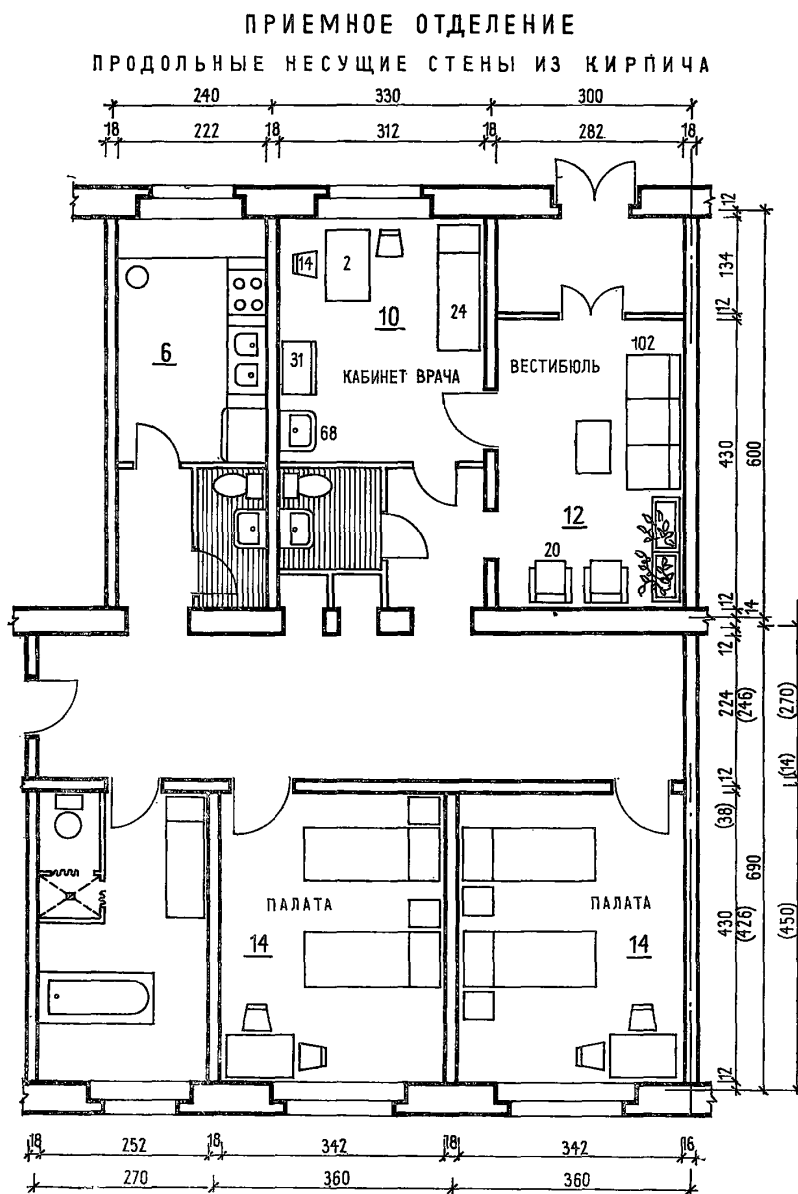 ПРИЕМНОЕ ОТДЕЛЕНИЕ
ПРОДОЛЬНЫЕ НЕСУЩИЕ СТЕНЫ ИЗ КИРПИЧА
240 330 300
18 222 18 312 18 282 18
12
14 2
134
10 24
12
6 31 102
КАБИНЕТ ВРАЧА ВЕСТИБЮЛЬ
68
430 600
12
20
12 14
12
224 (246) (270)
12 (14)
(38)
690
ПАЛАТА ПАЛАТА
14 14
430 (426) (450)
12
18 252 18 342 18 342 16
270 360 360